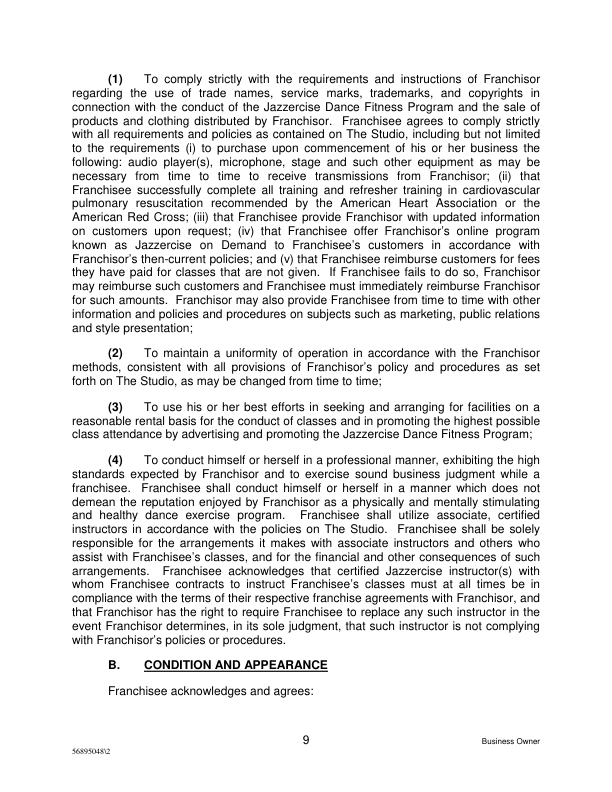 (1) To comply strictly with the requirements and instructions of Franchisor
regarding the use of trade names, service marks, trademarks, and copyrights in
connection with the conduct of the Jazzercise Dance Fitness Program and the sale of
products and clothing distributed by Franchisor. Franchisee agrees to comply strictly
with all requirements and policies as contained on The Studio, including but not limited
to the requirements (i) to purchase upon commencement of his or her business the
following: audio player(s), microphone, stage and such other equipment as may be
necessary from time to time to receive transmissions from Franchisor; (ii) that
Franchisee successfully complete all training and refresher training in cardiovascular
pulmonary resuscitation recommended by the American Heart Association or the
American Red Cross; (iii) that Franchisee provide Franchisor with updated information
on customers upon request; (iv) that Franchisee offer Franchisor's online program
known as Jazzercise on Demand to Franchisee's customers in accordance with
Franchisor's then-current policies; and (v) that Franchisee reimburse customers for fees
they have paid for classes that are not given. If Franchisee fails to do so, Franchisor
may reimburse such customers and Franchisee must immediately reimburse Franchisor
for such amounts. Franchisor may also provide Franchisee from time to time with other
information and policies and procedures on subjects such as marketing, public relations
and style presentation;
(2) To maintain a uniformity of operation in accordance with the Franchisor
methods, consistent with all provisions of Franchisor's policy and procedures as set
forth on The Studio, as may be changed from time to time;
(3) To use his or her best efforts in seeking and arranging for facilities on a
reasonable rental basis for the conduct of classes and in promoting the highest possible
class attendance by advertising and promoting the Jazzercise Dance Fitness Program;
(4) To conduct himself or herself in a professional manner, exhibiting the high
standards expected by Franchisor and to exercise sound business judgment while a
franchisee. Franchisee shall conduct himself or herself in a manner which does not
demean the reputation enjoyed by Franchisor as a physically and mentally stimulating
and healthy dance exercise program. Franchisee shall utilize associate, certified
instructors in accordance with the policies on The Studio. Franchisee shall be solely
responsible for the arrangements it makes with associate instructors and others who
assist with Franchisee's classes, and for the financial and other consequences of such
arrangements. Franchisee acknowledges that certified Jazzercise instructor(s) with
whom Franchisee contracts to instruct Franchisee's classes must at all times be in
compliance with the terms of their respective franchise agreements with Franchisor, and
that Franchisor has the right to require Franchisee to replace any such instructor in the
event Franchisor determines, in its sole judgment, that such instructor is not complying
with Franchisor's policies or procedures.
B. CONDITION AND APPEARANCE
Franchisee acknowledges and agrees:
9
Business Owner
56895048\2